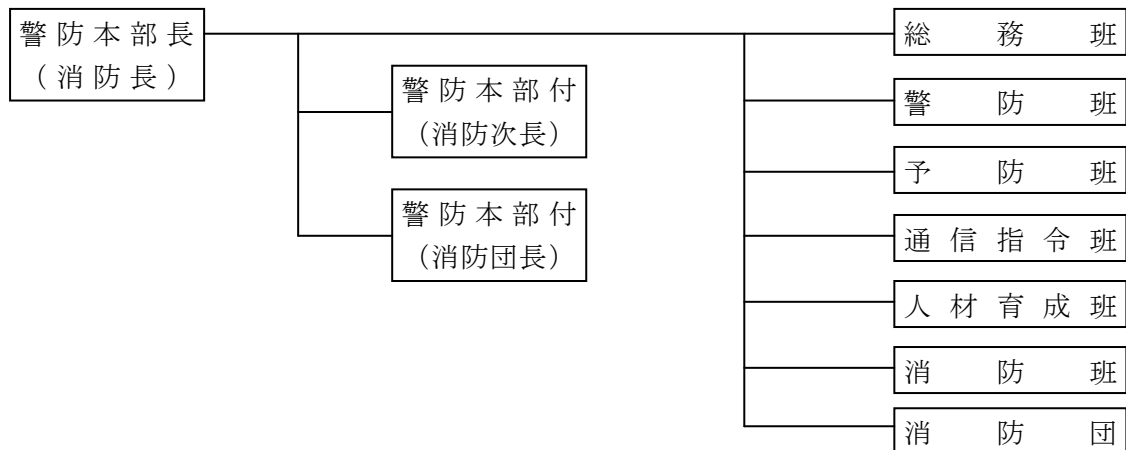 警防本部長
(消防長)
警防本部付
(消防次長)
警防本部付
(消防団長)
総務班
警防班
予防班
通信指令班
人材育成班
消防班
消防団